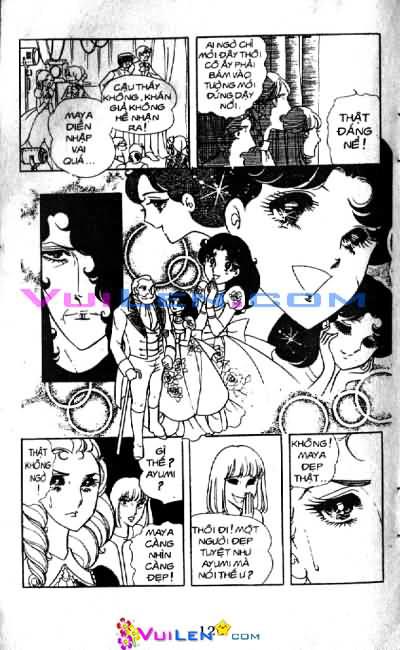 CẬU THẤY
KHÔNG, KHÁN
GIẢ KHÔNG
HỀ NHẬN
RA!
MAYA
DIỄN
NHẬP
VAI
QUÁ...
AI NGỜ CHỈ
MỚI ĐÂY THÔI
CÔ ẤY PHẢI
BÁM VÀO
TƯỜNG MỚI
ĐỨNG DẬY
NỔI.
THẬT
ĐÁNG
NỂ!
VUILEN.COM
THẬT
KHÔNG
NGỜ!
GÌ
THẾ?
AYUMI?
MAYA
CÀNG
NHÌN
CÀNG
ĐẸP!
THÔI ĐI! MỘT
NGƯỜI ĐẸP
TUYỆT NHƯ
AYUMI MÀ
NÓI THẾ Ư?
KHÔNG!
MAYA
ĐẸP
THẬT...
VUILEN.COM